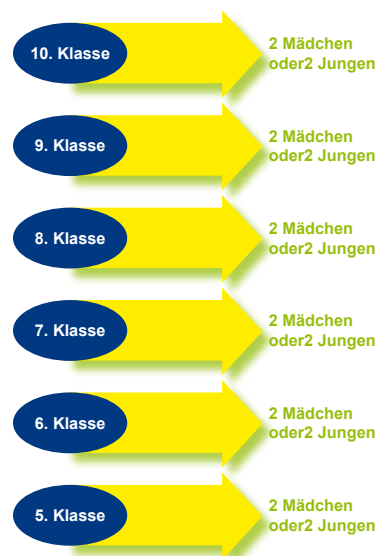 10. Klasse
2 Mädchen
oder2 Jungen
9. Klasse
2 Mädchen
oder2 Jungen
8. Klasse
2 Mädchen
oder2 Jungen
7. Klasse
2 Mädchen
oder2 Jungen
6. Klasse
2 Mädchen
oder2 Jungen
5. Klasse
2 Mädchen
oder2 Jungen